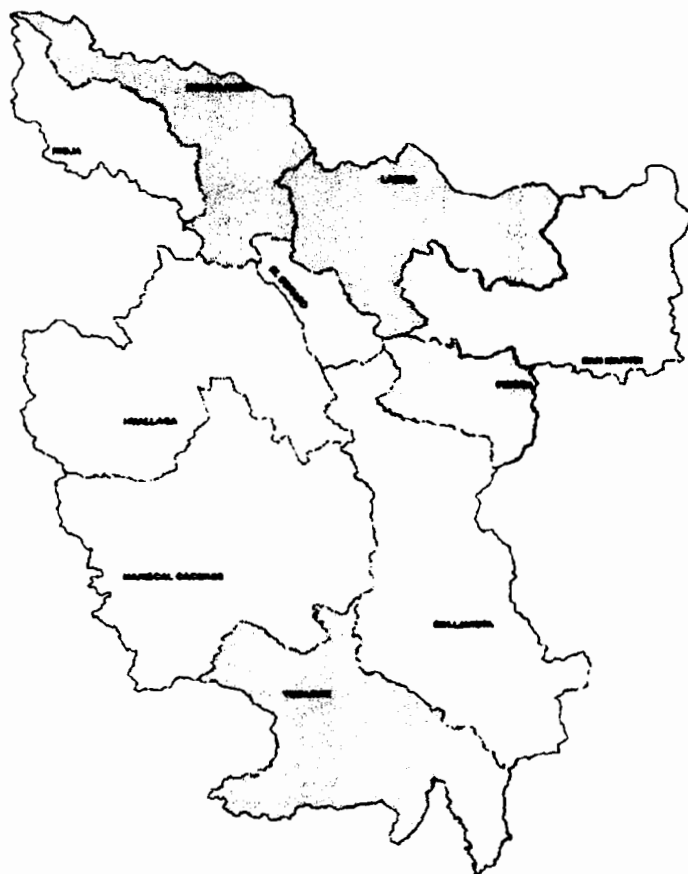 MOYOBAMBA
RIOJA
LAMAS
EL DORADO
SAN MARTIN
PICOTA
HUALLAGA
MARISCAL CACERES
BELLAVISTA
TOCACHE